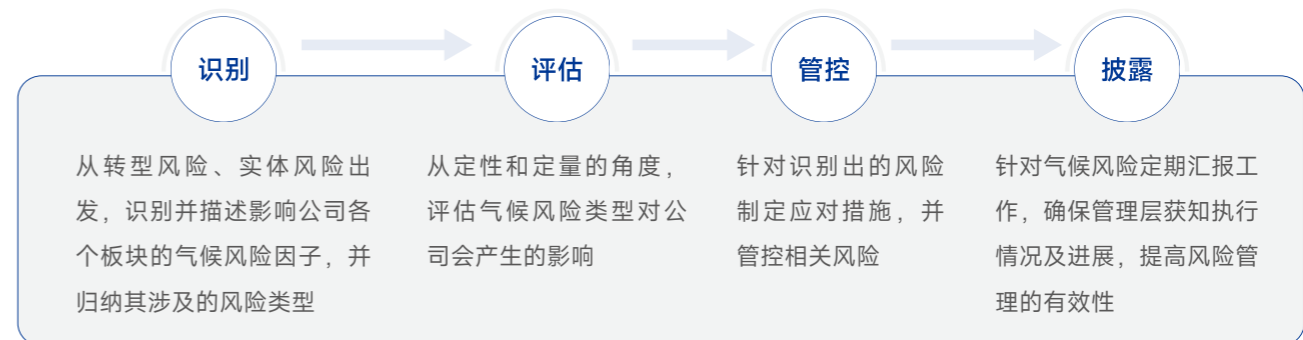 识别
评估
管控
披露
从转型风险、实体风险出
发，识别并描述影响公司各
个板块的气候风险因子，并
归纳其涉及的风险类型
从定性和定量的角度，
评估气候风险类型对公
司会产生的影响
针对识别出的风险
制定应对措施，并
管控相关风险
针对气候风险定期汇报工
作，确保管理层获知执行
情况及进展，提高风险管
理的有效性